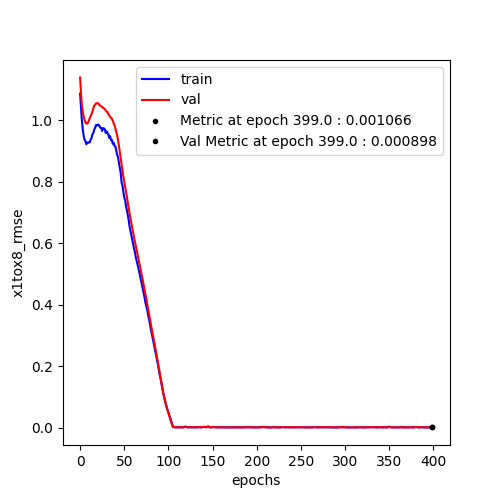 train
val
Metric at epoch 399.0 : 0.001066
Val Metric at epoch 399.0 : 0.000898
1.0
0.8
0.6
0.4
0.2
0.0
x1tox8_rmse
0 50 100 150 200 250 300 350 400
epochs